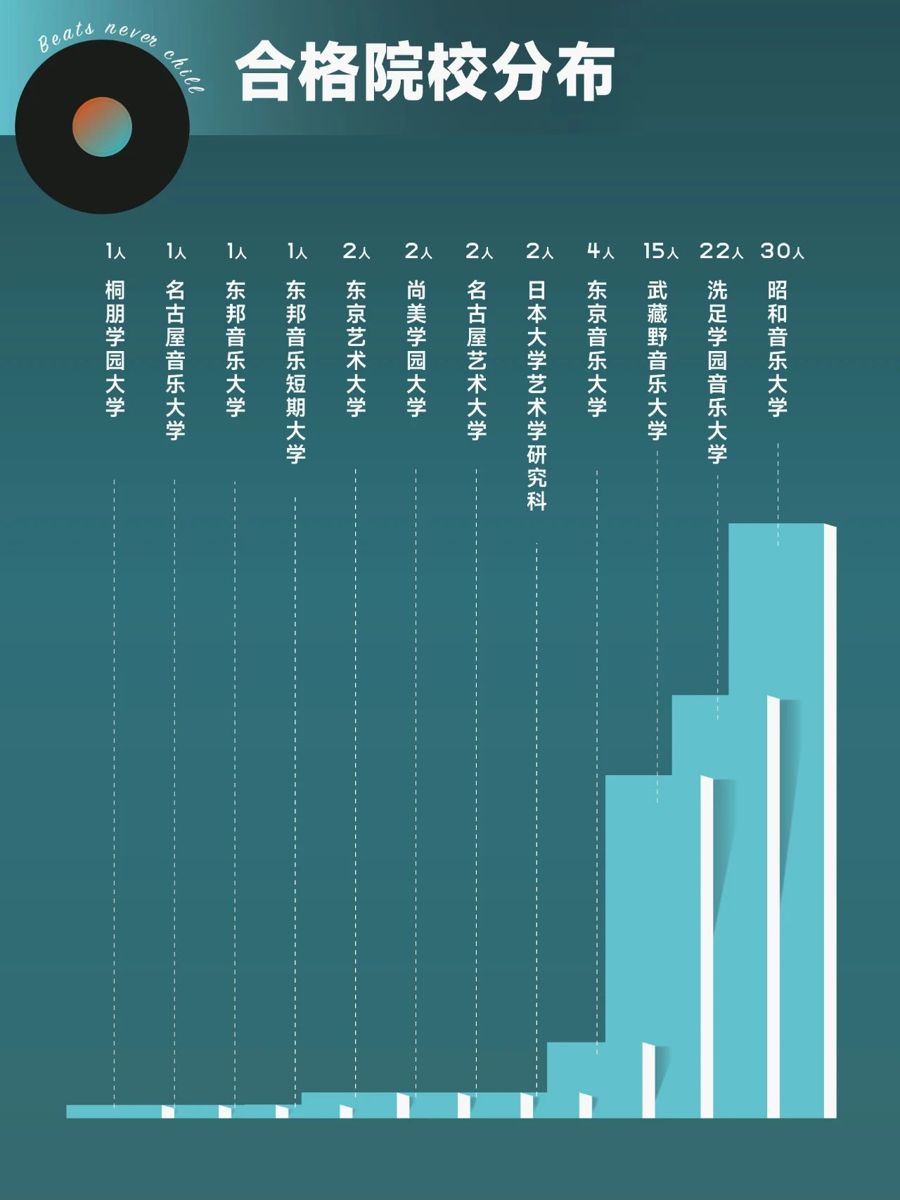 Beats never chill
合格院校分布
1人
桐朋学园大学
1人
名古屋音乐大学
1人
东邦音乐大学
1人
东邦音乐短期大学
2人
东京艺术大学
2人
尚美学园大学
2人
名古屋艺术大学
2人
日本大学艺术学研究科
4人
东京音乐大学
15人
武藏野音乐大学
22人
洗足学园音乐大学
30人
昭和音乐大学